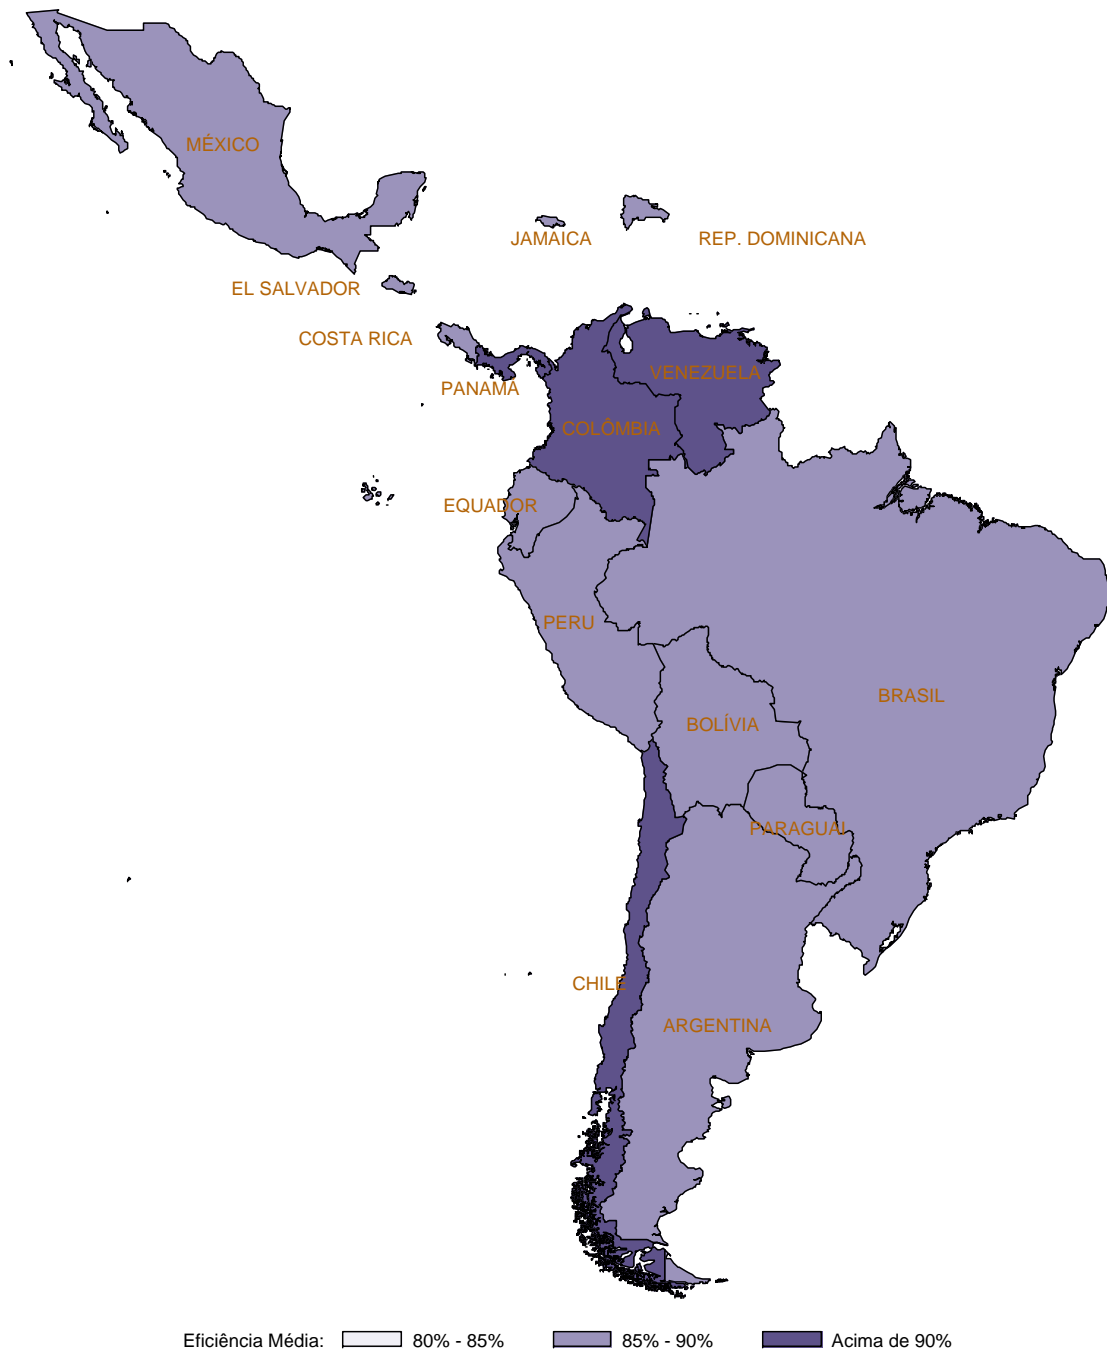 MÉXICO
JAMAICA
REP. DOMINICANA
EL SALVADOR
COSTA RICA
VENEZUELA
PANAMÁ
COLÔMBIA
EQUADOR
PERU
BRASIL
BOLÍVIA
PARAGUAI
CHILE
ARGENTINA
Eficiência Média: 80% - 85% 85% - 90% Acima de 90%